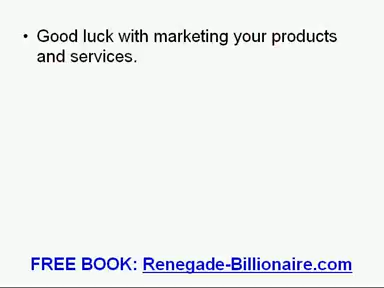 • Good luck with marketing your products
and services.
FREE BOOK: Renegade-Billionaire.com